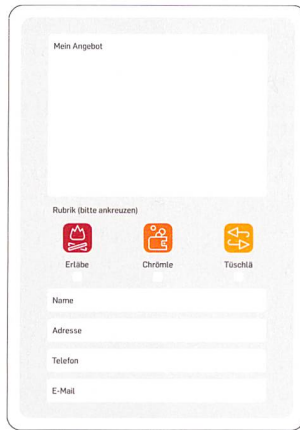 Mein Angebot
Rubrik (bitte ankreuzen)
Erläbe Chrömle Tüschlä
Name
Adresse
Telefon
E-Mail